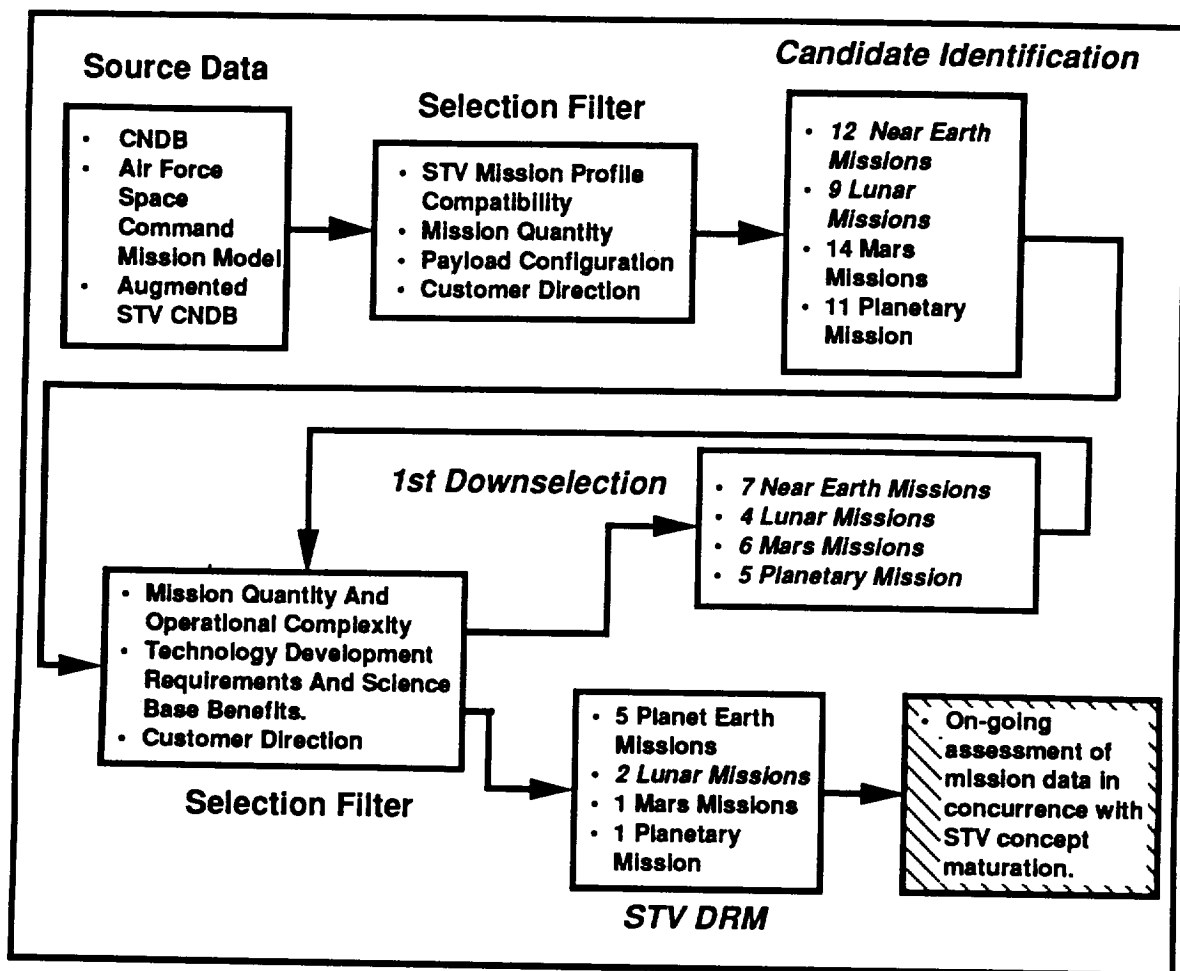 Source Data
• CNDB
• Air Force
Space
Command
Mission Model
• Augmented
STV CNDB
Selection Filter
• STV Mission Profile
Compatibility
• Mission Quantity
• Payload Configuration
• Customer Direction
Candidate Identification
• 12 Near Earth
Missions
• 9 Lunar
Missions
• 14 Mars
Missions
• 11 Planetary
Mission
1st Downselection
• 7 Near Earth Missions
• 4 Lunar Missions
• 6 Mars Missions
• 5 Planetary Mission
• Mission Quantity And
Operational Complexity
• Technology Development
Requirements And Science
Base Benefits.
• Customer Direction
Selection Filter
• 5 Planet Earth
Missions
• 2 Lunar Missions
• 1 Mars Missions
• 1 Planetary
Mission
STV DRM
• On-going
assessment of
mission data in
concurrence with
STV concept
maturation.